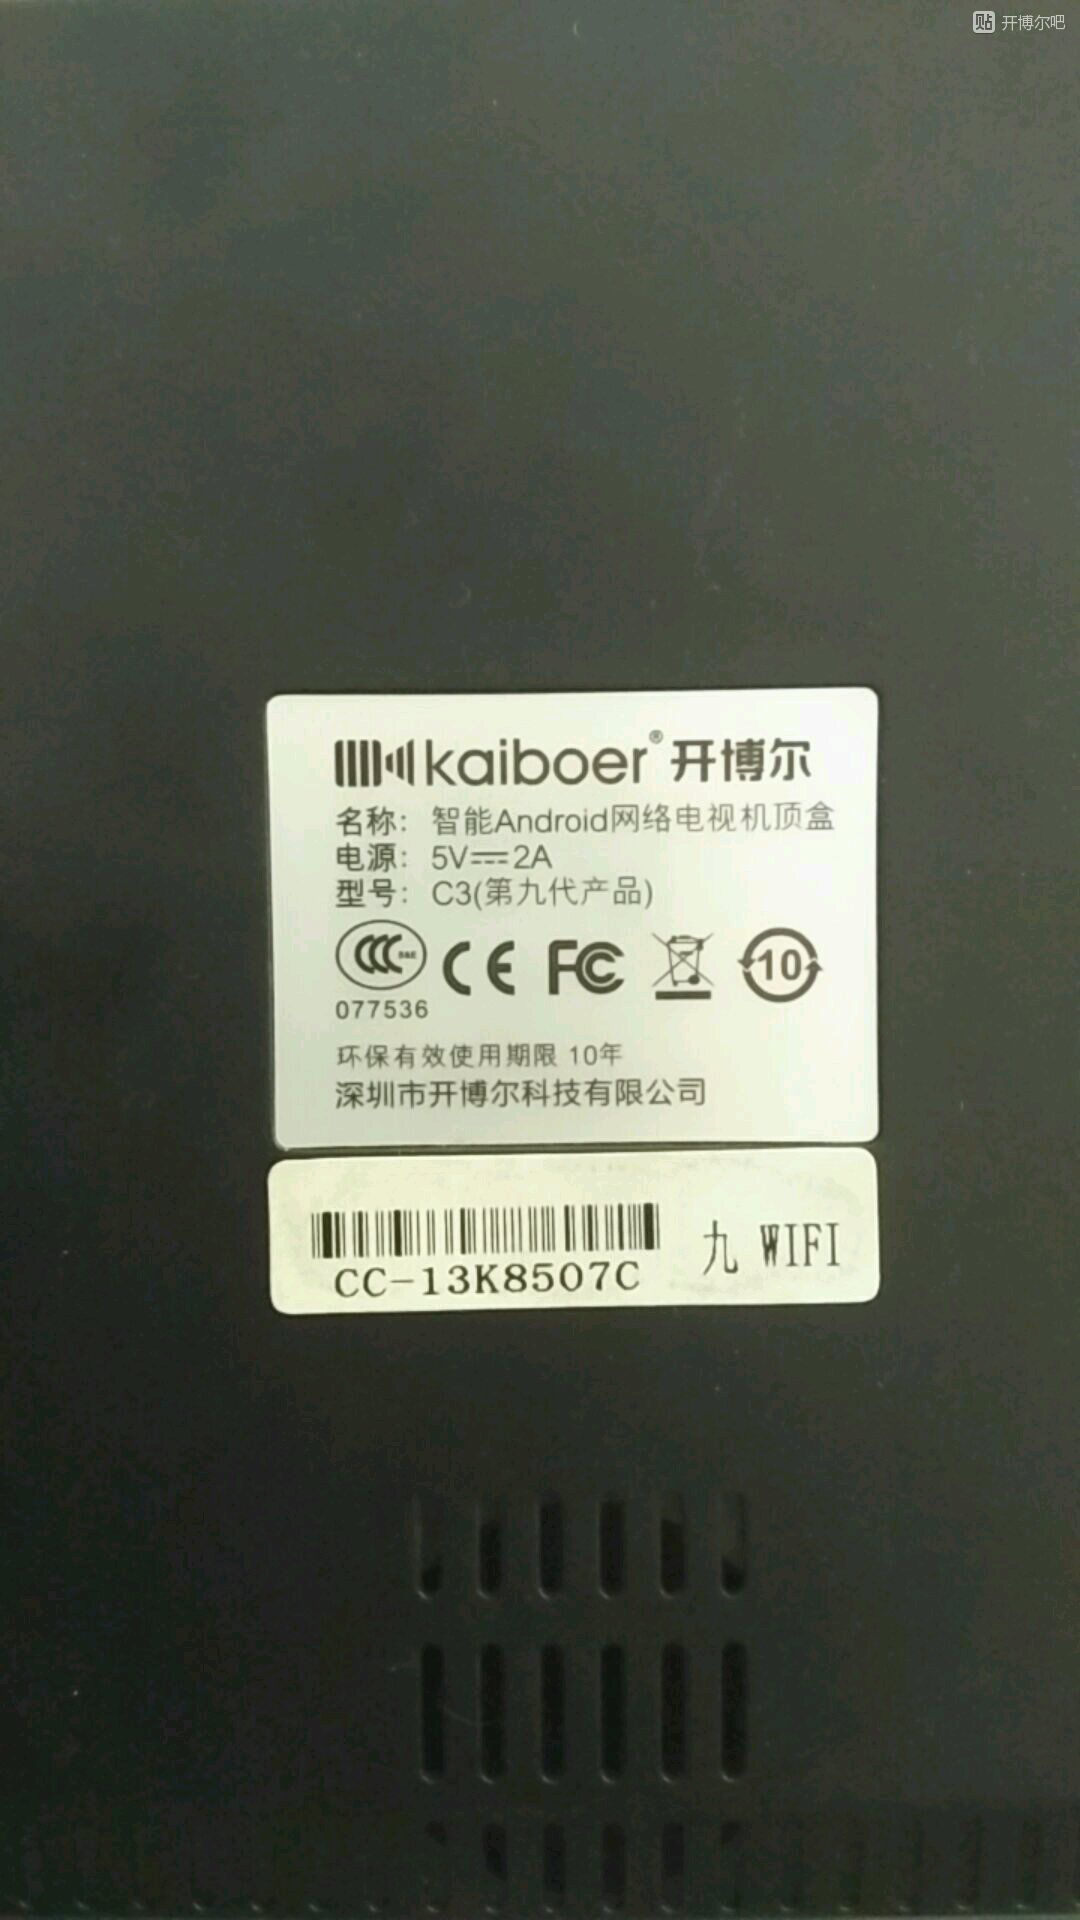 贴 开博尔吧
kaiboer® 开博尔
名称: 智能Android网络电视机顶盒
电源: 5V⎓2A
型号: C3(第九代产品)
CCC S&E CE FC 10
077536
环保有效使用期限 10年
深圳市开博尔科技有限公司
CC-13K8507C 九 WIFI